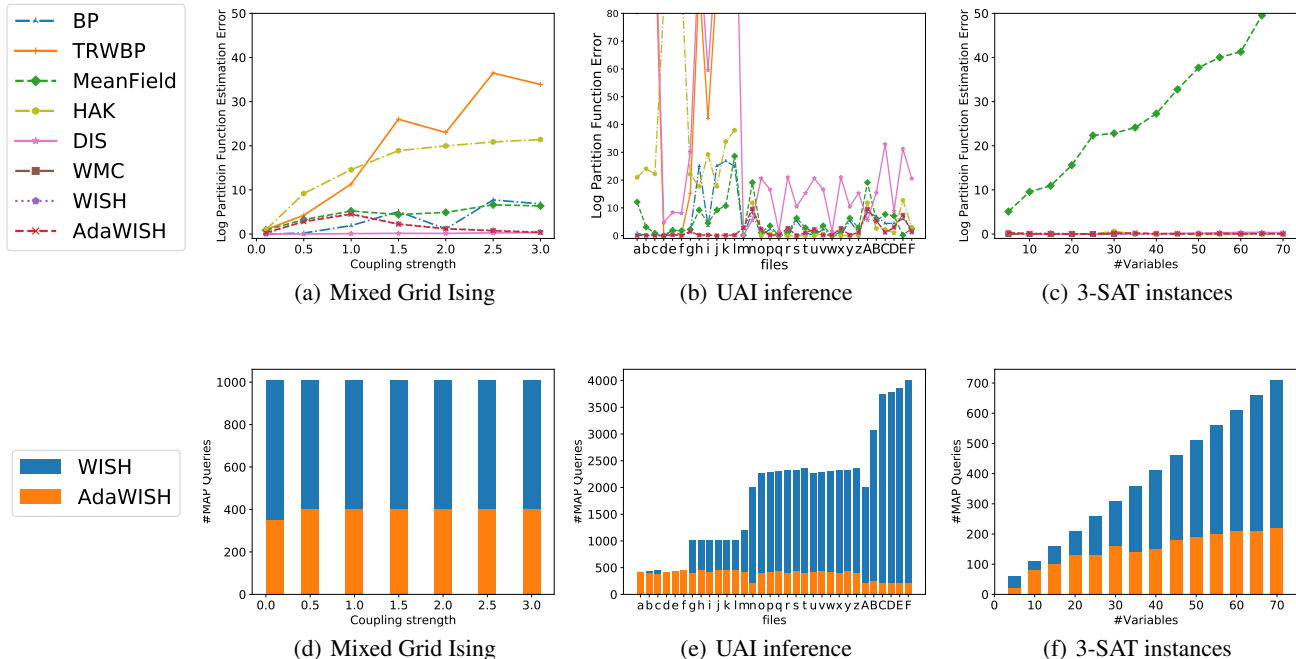 BP
TRWBP
MeanField
HAK
DIS
WMC
WISH
AdaWISH
Log Partitioin Function Estimation Error
50
40
30
20
10
0
0.0 0.5 1.0 1.5 2.0 2.5 3.0
Coupling strength
(a) Mixed Grid Ising
Log Partition Function Error
80
70
60
50
40
30
20
10
0
a b c d e f g h i j k l m n o p q r s t u v w x y z A B C D E F
files
(b) UAI inference
Log Partitioin Function Estimation Error
50
40
30
20
10
0
0 10 20 30 40 50 60 70
#Variables
(c) 3-SAT instances
WISH
AdaWISH
#MAP Queries
1000
800
600
400
200
0
0.0 0.5 1.0 1.5 2.0 2.5 3.0
Coupling strength
(d) Mixed Grid Ising
#MAP Queries
4000
3500
3000
2500
2000
1500
1000
500
0
a b c d e f g h i j k l m n o p q r s t u v w x y z A B C D E F
files
(e) UAI inference
#MAP Queries
700
600
500
400
300
200
100
0
0 10 20 30 40 50 60 70
#Variables
(f) 3-SAT instances